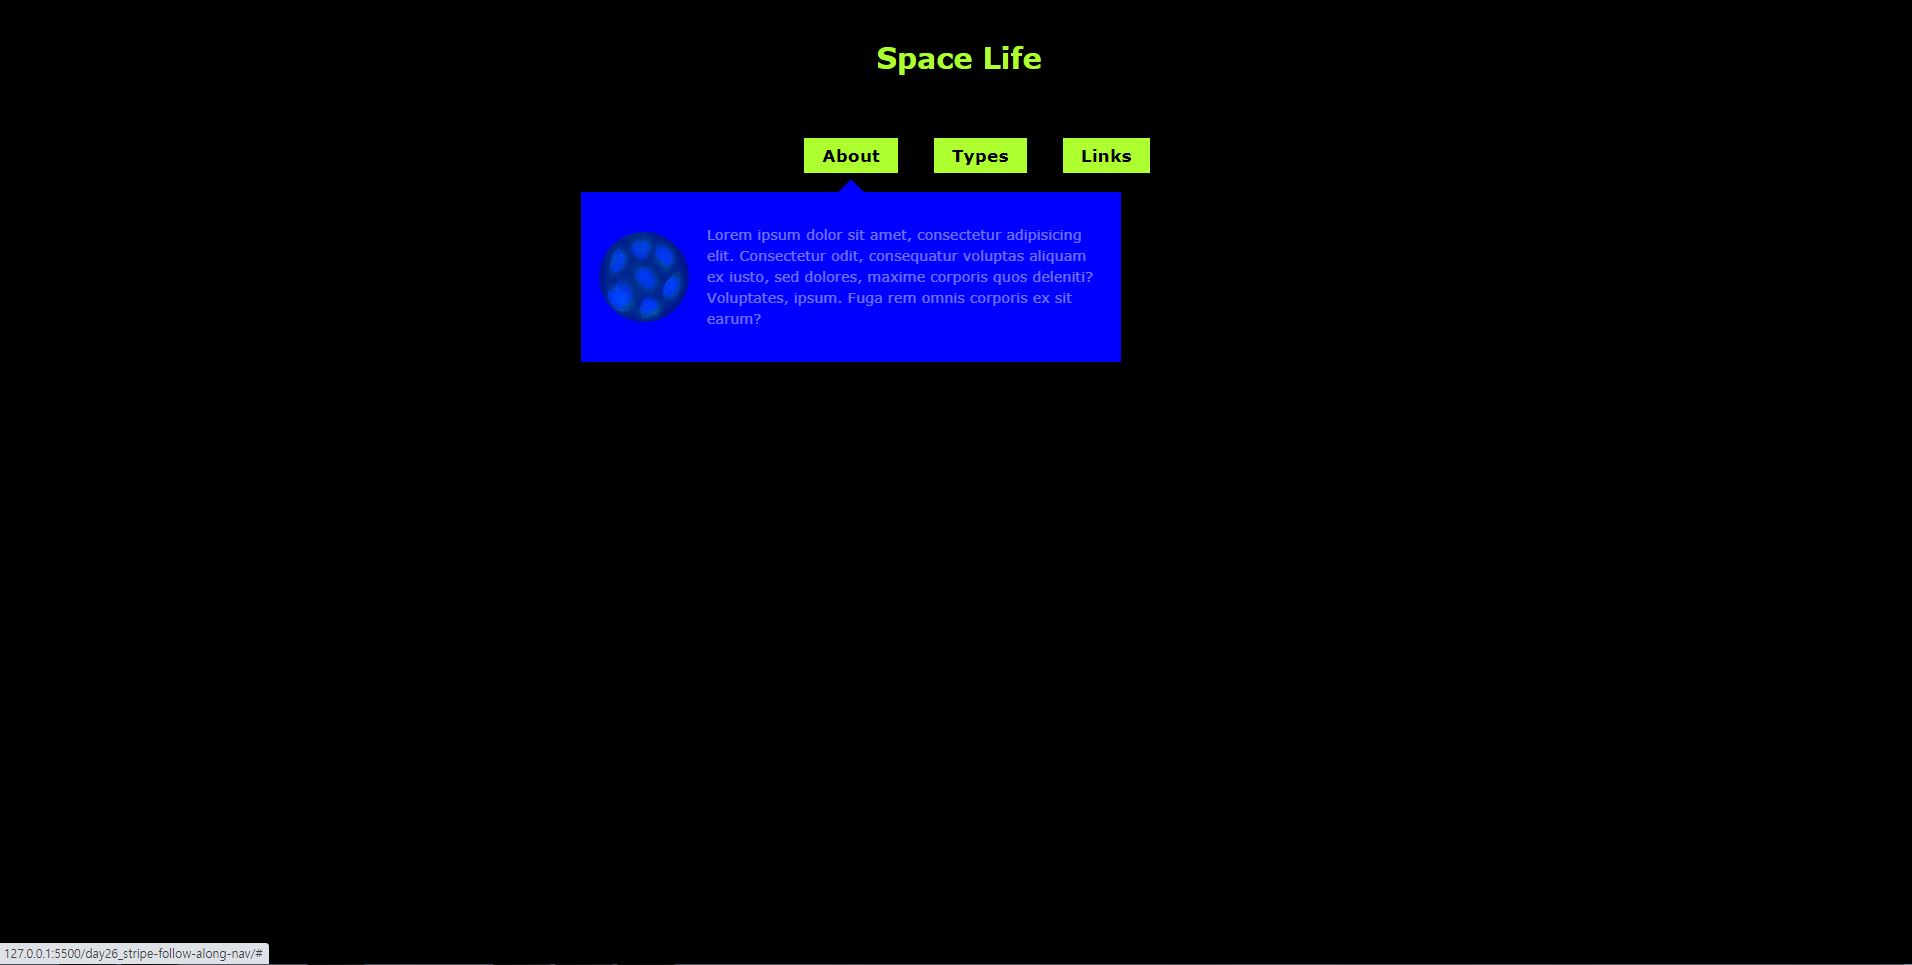 Space Life
About Types Links
Lorem ipsum dolor sit amet, consectetur adipisicing
elit. Consectetur odit, consequatur voluptas aliquam
ex iusto, sed dolores, maxime corporis quos deleniti?
Voluptates, ipsum. Fuga rem omnis corporis ex sit
earum?
127.0.0.1:5500/day26_stripe-follow-along-nav/#